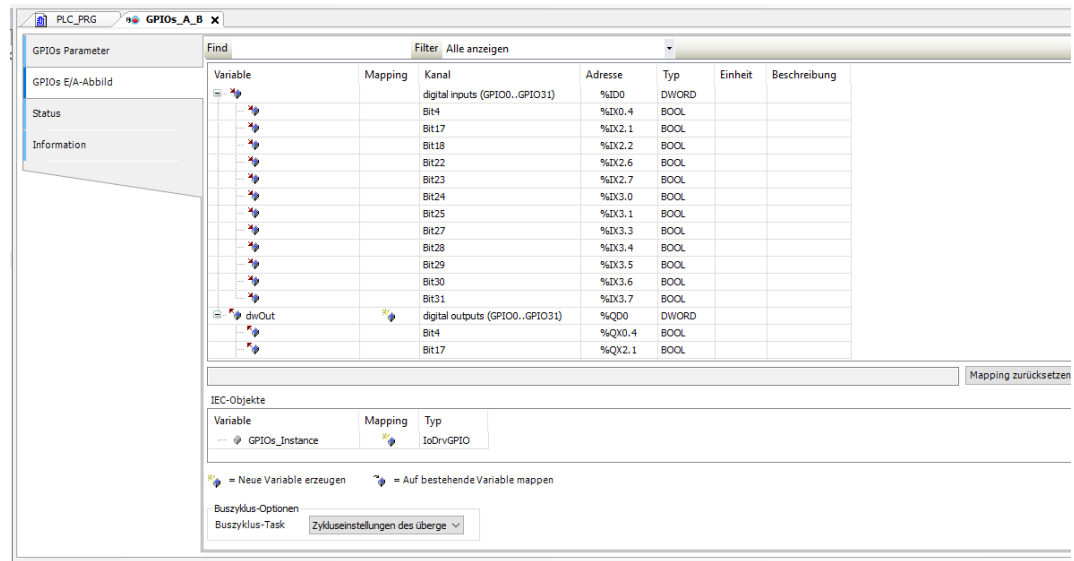 PLC_PRG GPIOs_A_B X
GPIOs Parameter
GPIOs E/A-Abbild
Status
Information
Find Filter Alle anzeigen
Variable Mapping Kanal Adresse Typ Einheit Beschreibung
digital inputs (GPIO0..GPIO31) %ID0 DWORD
Bit4 %IX0.4 BOOL
Bit17 %IX2.1 BOOL
Bit18 %IX2.2 BOOL
Bit22 %IX2.6 BOOL
Bit23 %IX2.7 BOOL
Bit24 %IX3.0 BOOL
Bit25 %IX3.1 BOOL
Bit27 %IX3.3 BOOL
Bit28 %IX3.4 BOOL
Bit29 %IX3.5 BOOL
Bit30 %IX3.6 BOOL
Bit31 %IX3.7 BOOL
dwOut digital outputs (GPIO0..GPIO31) %QD0 DWORD
Bit4 %QX0.4 BOOL
Bit17 %QX2.1 BOOL
Mapping zurücksetzen
IEC-Objekte
Variable Mapping Typ
GPIOs_Instance IoDrvGPIO
= Neue Variable erzeugen = Auf bestehende Variable mappen
Buszyklus-Optionen
Buszyklus-Task Zykluseinstellungen des überge